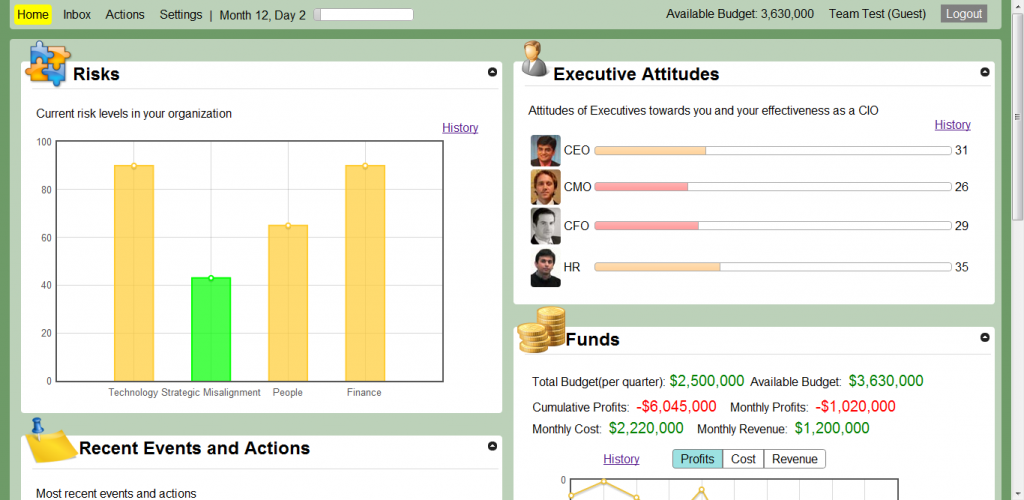 Home Inbox Actions Settings | Month 12, Day 2 Available Budget: 3,630,000 Team Test (Guest) Logout
Risks
Current risk levels in your organization
History
100
80
60
40
20
0
Technology Strategic Misalignment People Finance
Recent Events and Actions
Most recent events and actions
Executive Attitudes
Attitudes of Executives towards you and your effectiveness as a CIO
History
CEO 31
CMO 26
CFO 29
HR 35
Funds
Total Budget(per quarter): $2,500,000 Available Budget: $3,630,000
Cumulative Profits: -$6,045,000 Monthly Profits: -$1,020,000
Monthly Cost: $2,220,000 Monthly Revenue: $1,200,000
History Profits Cost Revenue
0